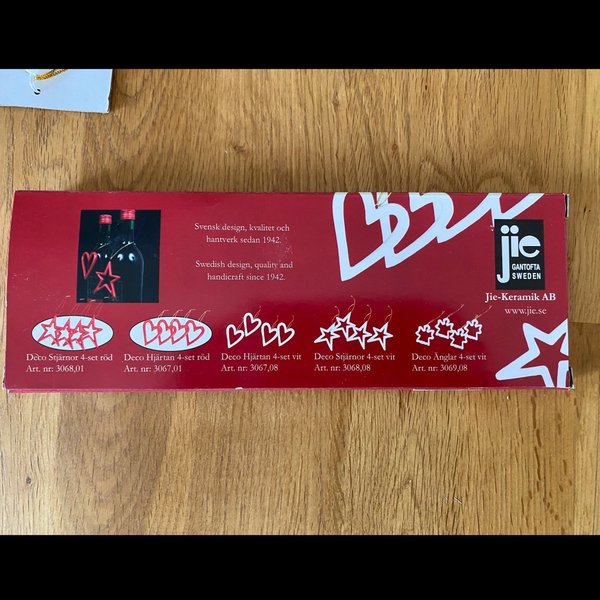 Svensk design, kvalitet och
hantverk sedan 1942.
Swedish design, quality and
handicraft since 1942.
jie
GANTOFTA
SWEDEN
Jie-Keramik AB
www.jie.se
Deco Stjärnor 4-set röd
Art. nr: 3068,01
Deco Hjärtan 4-set röd
Art. nr: 3067,01
Deco Hjärtan 4-set vit
Art. nr: 3067,08
Deco Stjärnor 4-set vit
Art. nr: 3068,08
Deco Änglar 4-set vit
Art. nr: 3069,08